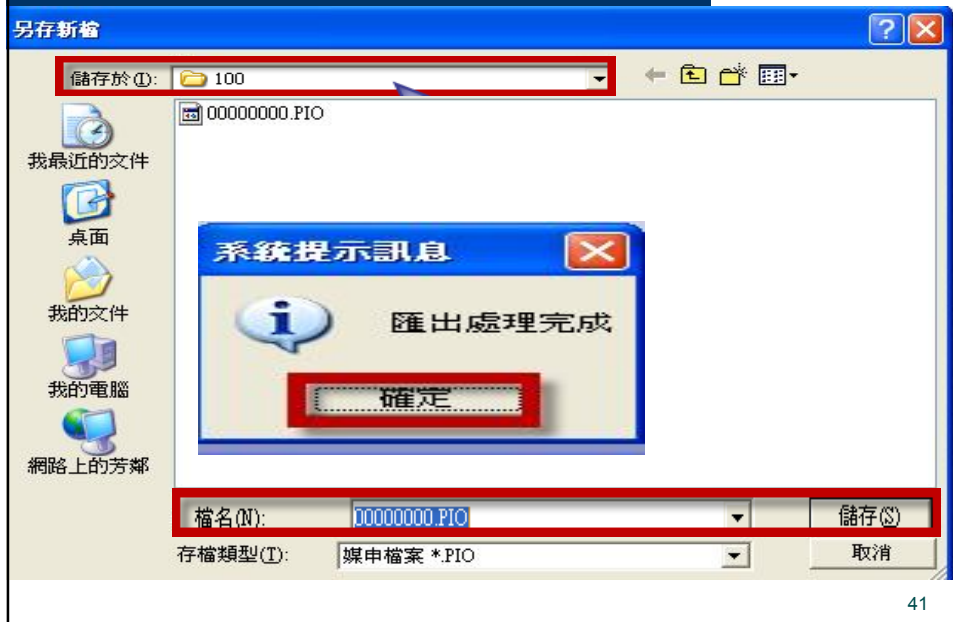 另存新檔
儲存於(I): 100
00000000.PIO
我最近的文件
桌面
我的文件
我的電腦
網路上的芳鄰
系統提示訊息
匯出處理完成
確定
檔名(N): 00000000.PIO 儲存(S)
存檔類型(T): 媒申檔案 *.PIO 取消
41